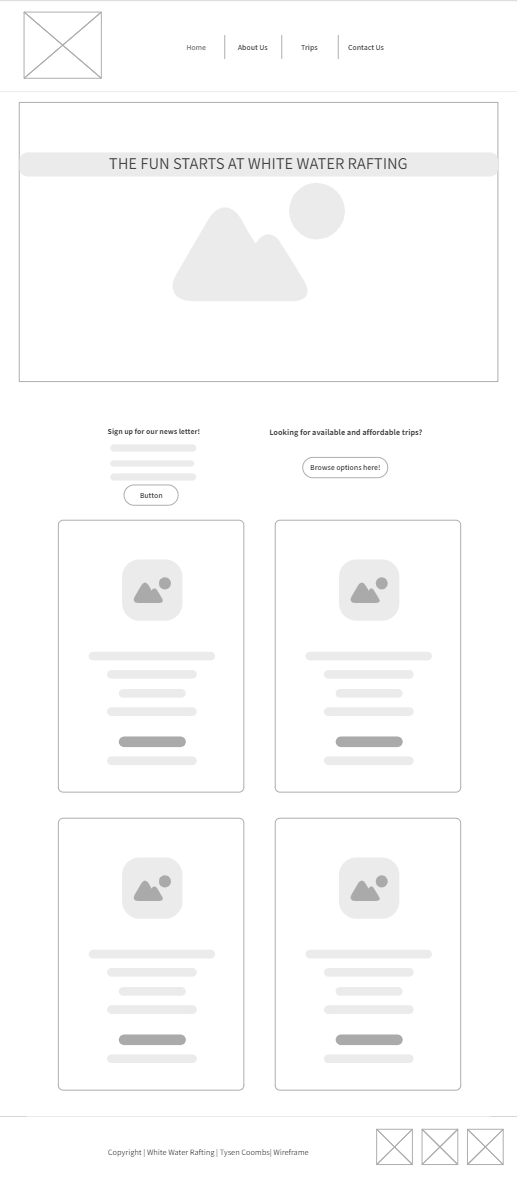 Home
About Us
Trips
Contact Us
THE FUN STARTS AT WHITE WATER RAFTING
Sign up for our news letter!
Looking for available and affordable trips?
Browse options here!
Button
Copyright | White Water Rafting | Tysen Coombs| Wireframe